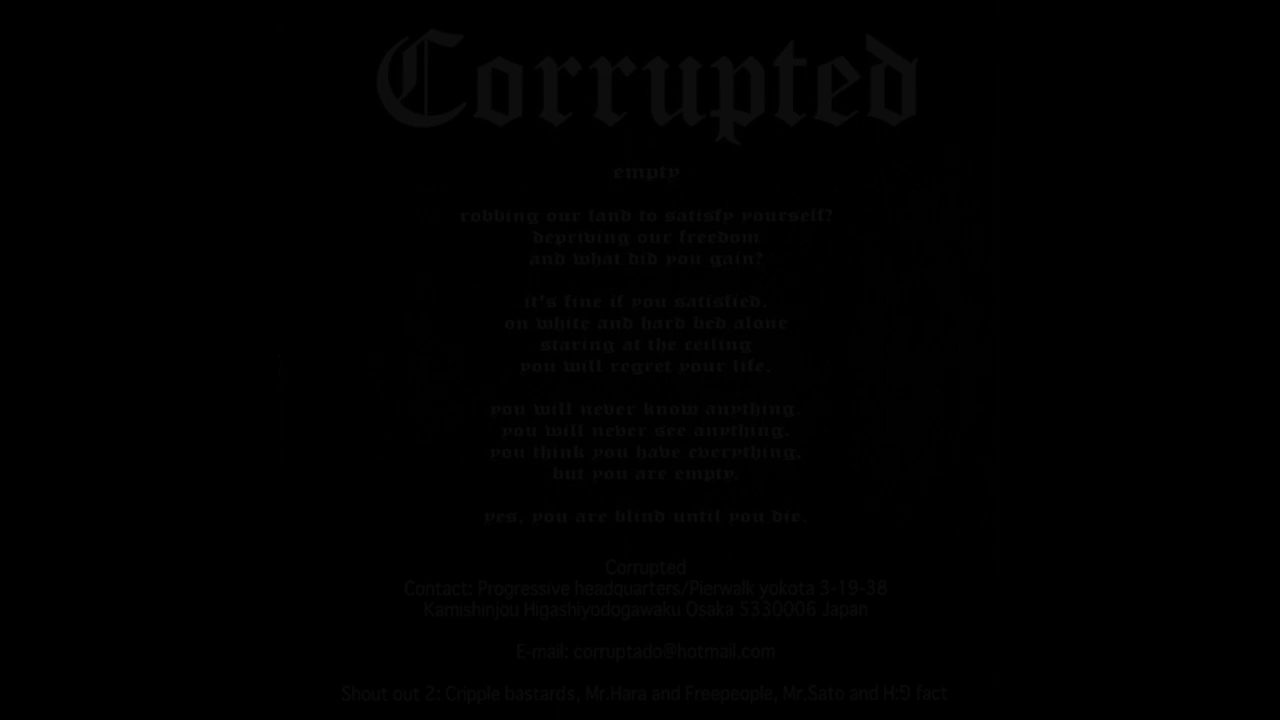 Corrupted
empty
robbing our land to satisfy yourself?
depriving our freedom
and what did you gain?
it's fine if you satisfied.
on white and hard bed alone
staring at the ceiling
you will regret your life.
you will never know anything.
you will never see anything.
you think you have everything.
but you are empty.
yes, you are blind until you die.
Corrupted
Contact: Progressive headquarters/Pierwalk yokota 3-19-38
Kamishinjou Higashiyodogawaku Osaka 5330006 Japan
E-mail: corruptado@hotmail.com
Shout out 2: Cripple bastards, Mr.Hara and Freepeople, Mr.Sato and H:9 fact